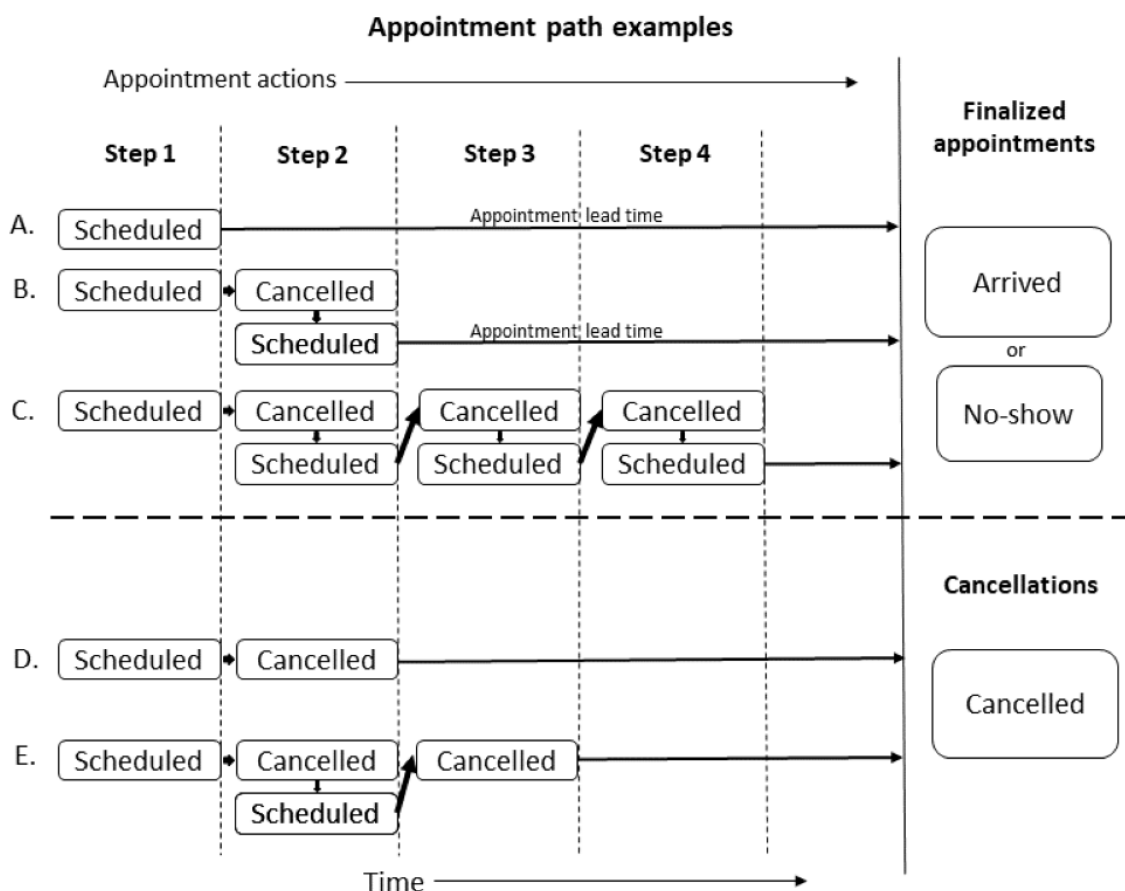 Appointment path examples
Appointment actions
Finalized
appointments
Step 1
Step 2
Step 3
Step 4
A.
Scheduled
Appointment lead time
Arrived
B.
Scheduled
Cancelled
Scheduled
Appointment lead time
or
C.
Scheduled
Cancelled
Cancelled
Cancelled
No-show
Scheduled
Scheduled
Scheduled
Cancellations
D.
Scheduled
Cancelled
Cancelled
E.
Scheduled
Cancelled
Cancelled
Scheduled
Time